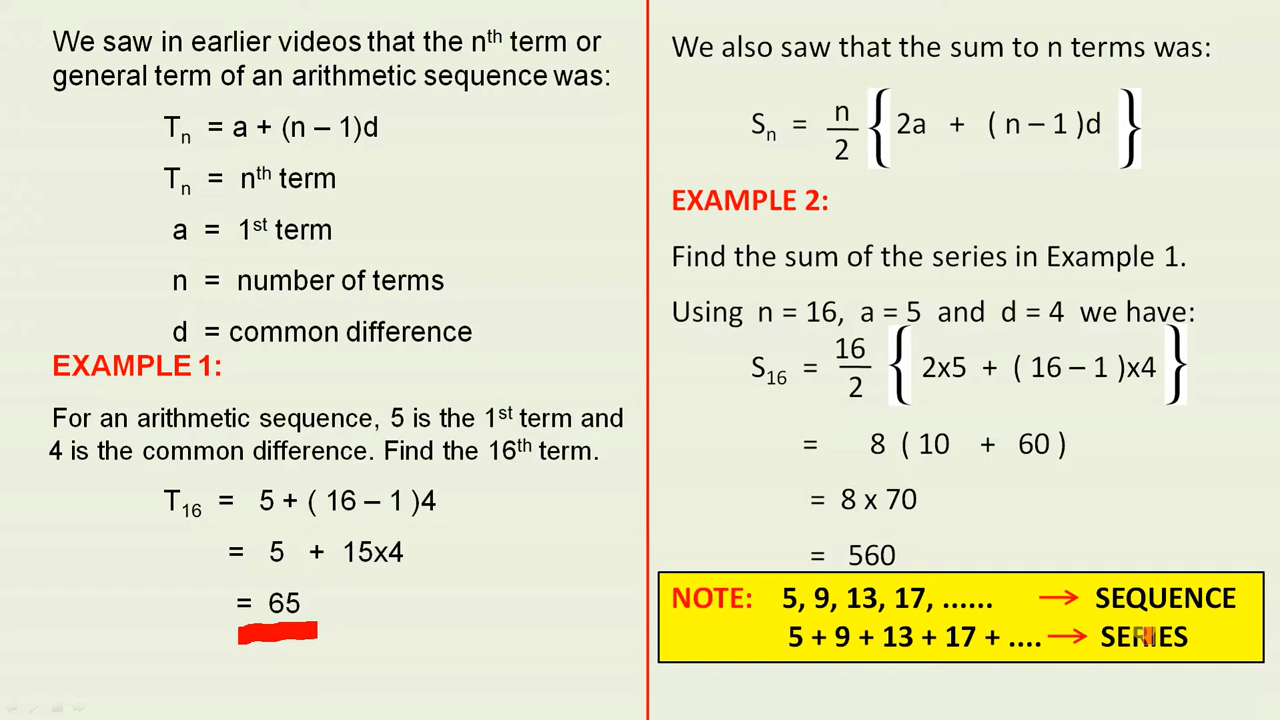 We saw in earlier videos that the nth term or
general term of an arithmetic sequence was:
Tn = a + (n – 1)d
Tn = nth term
a = 1st term
n = number of terms
d = common difference
EXAMPLE 1:
For an arithmetic sequence, 5 is the 1st term and
4 is the common difference. Find the 16th term.
T16 = 5 + ( 16 – 1 )4
= 5 + 15x4
= 65
We also saw that the sum to n terms was:
Sn = n/2 { 2a + ( n – 1 )d }
EXAMPLE 2:
Find the sum of the series in Example 1.
Using n = 16, a = 5 and d = 4 we have:
S16 = 16/2 { 2x5 + ( 16 – 1 )x4 }
= 8 ( 10 + 60 )
= 8 x 70
= 560
NOTE: 5, 9, 13, 17, ...... → SEQUENCE
5 + 9 + 13 + 17 + .... → SERIES